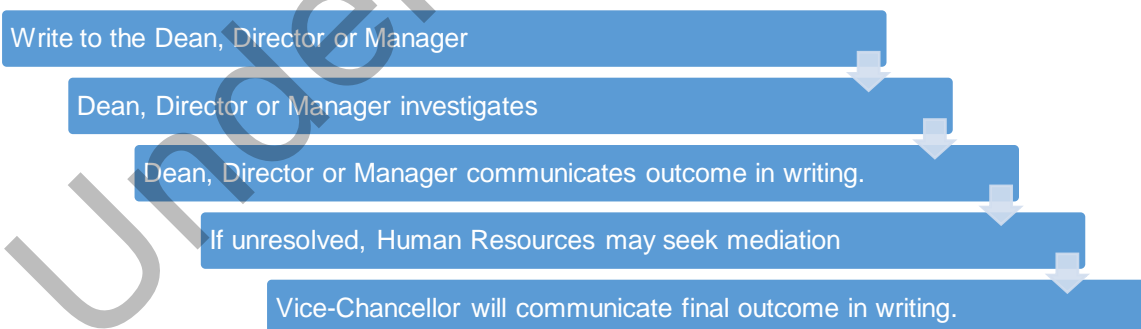 Write to the Dean, Director or Manager
Dean, Director or Manager investigates
Dean, Director or Manager communicates outcome in writing.
If unresolved, Human Resources may seek mediation
Vice-Chancellor will communicate final outcome in writing.
Unde